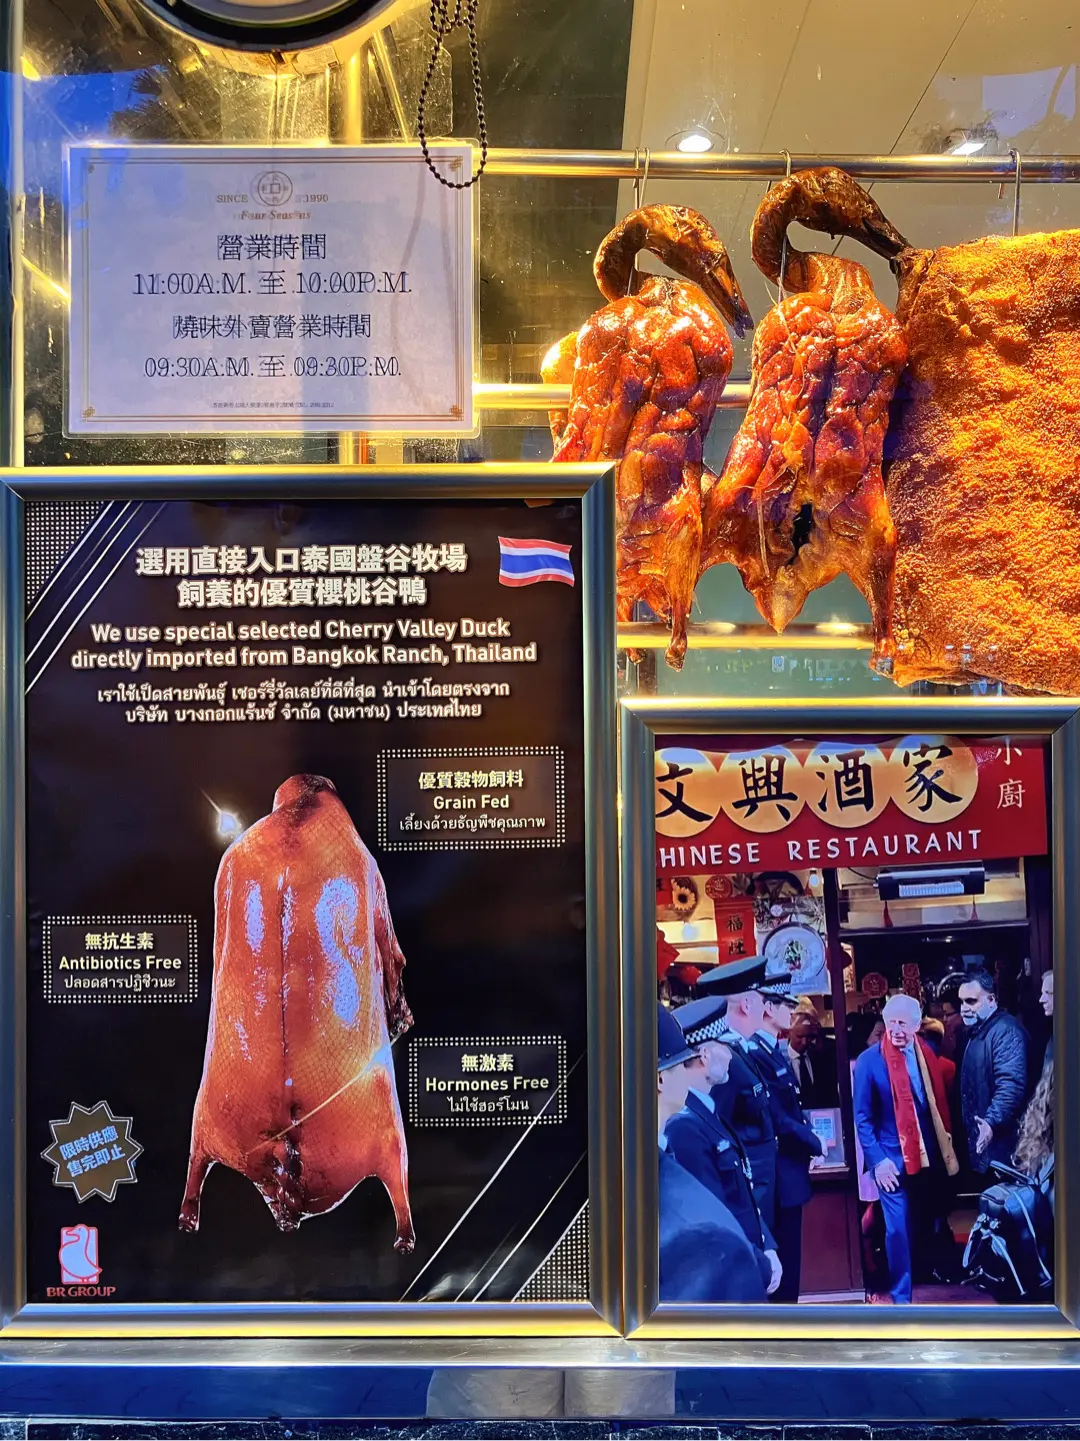 SINCE 1990
Four Seasons
營業時間
11:00A.M. 至 10:00P.M.
燒味外賣營業時間
09:30A.M. 至 09:30P.M.
選用直接入口泰國盤谷牧場
飼養的優質櫻桃谷鴨
We use special selected Cherry Valley Duck
directly imported from Bangkok Ranch, Thailand
เราใช้เป็ดสายพันธุ์ เชอร์รี่วัลเลย์ที่ดีที่สุด นำเข้าโดยตรงจาก
บริษัท บางกอกแร้นช์ จำกัด (มหาชน) ประเทศไทย
優質穀物飼料
Grain Fed
เลี้ยงด้วยธัญพืชคุณภาพ
無抗生素
Antibiotics Free
ปลอดสารปฏิชีวนะ
無激素
Hormones Free
ไม่ใช้ฮอร์โมน
限時供應
售完即止
BR GROUP
文興酒家
小廚
HINESE RESTAURANT
福